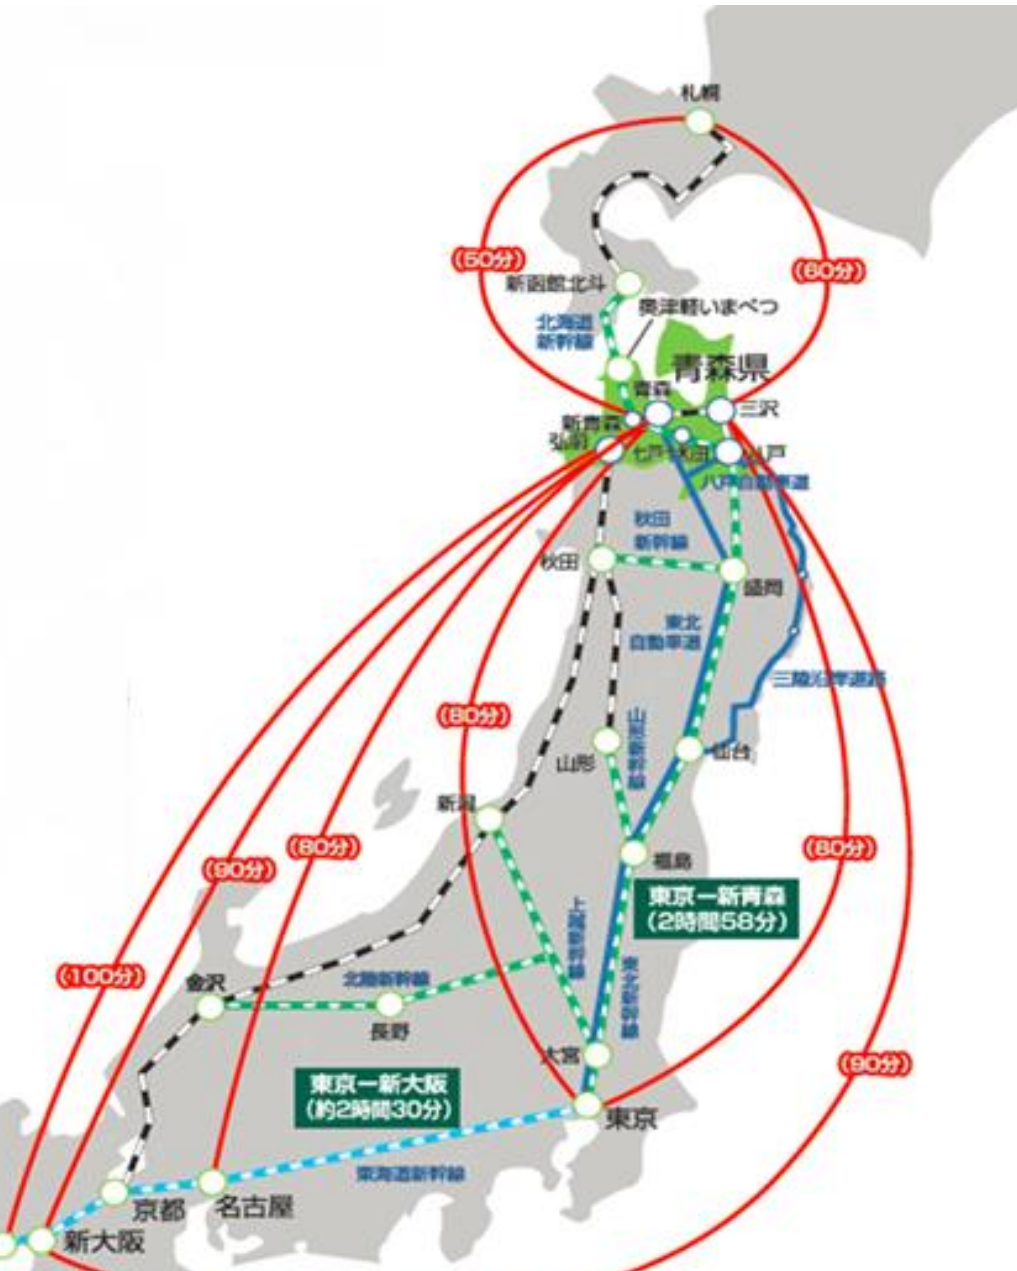 札幌
(50分)
(60分)
新函館北斗
奥津軽いまべつ
北海道
新幹線
青森県
青森
三沢
新青森
弘前
七戸十和田
八戸
八戸自動車道
秋田
新幹線
秋田
盛岡
東北
自動車道
三陸沿岸道路
(80分)
山形新幹線
仙台
山形
新潟
(80分)
(80分)
(90分)
福島
東京ー新青森
(2時間58分)
上越新幹線
東北新幹線
(100分)
金沢
北陸新幹線
長野
大宮
(90分)
東京ー新大阪
(約2時間30分)
東京
東海道新幹線
京都
名古屋
新大阪